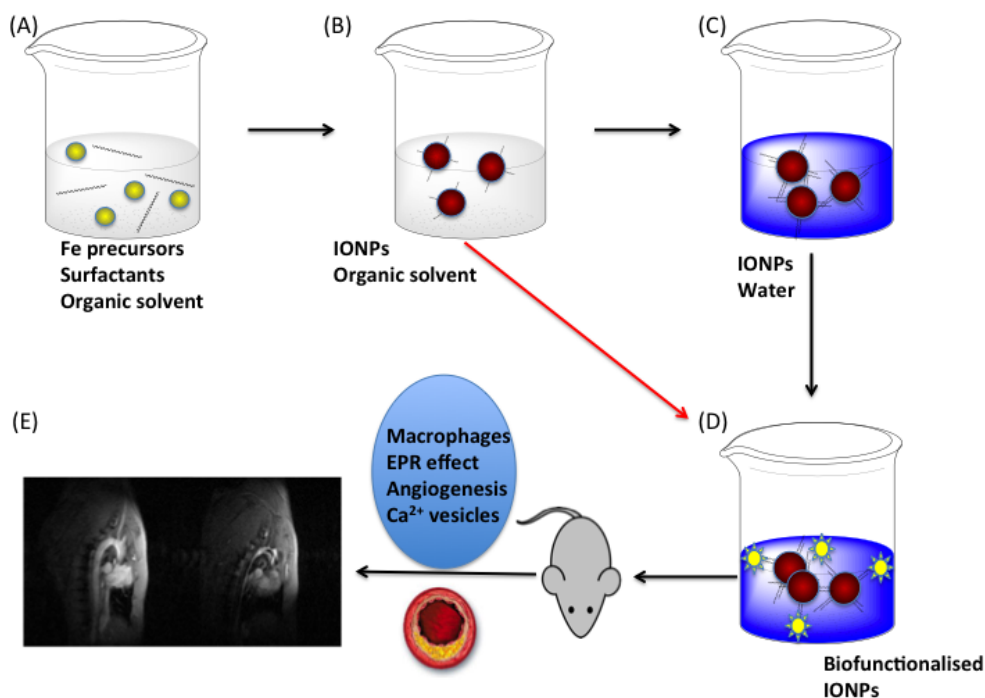 (A)
(B)
(C)
Fe precursors
Surfactants
Organic solvent
IONPs
Organic solvent
IONPs
Water
(E)
(D)
Macrophages
EPR effect
Angiogenesis
Ca²⁺ vesicles
Biofunctionalised
IONPs